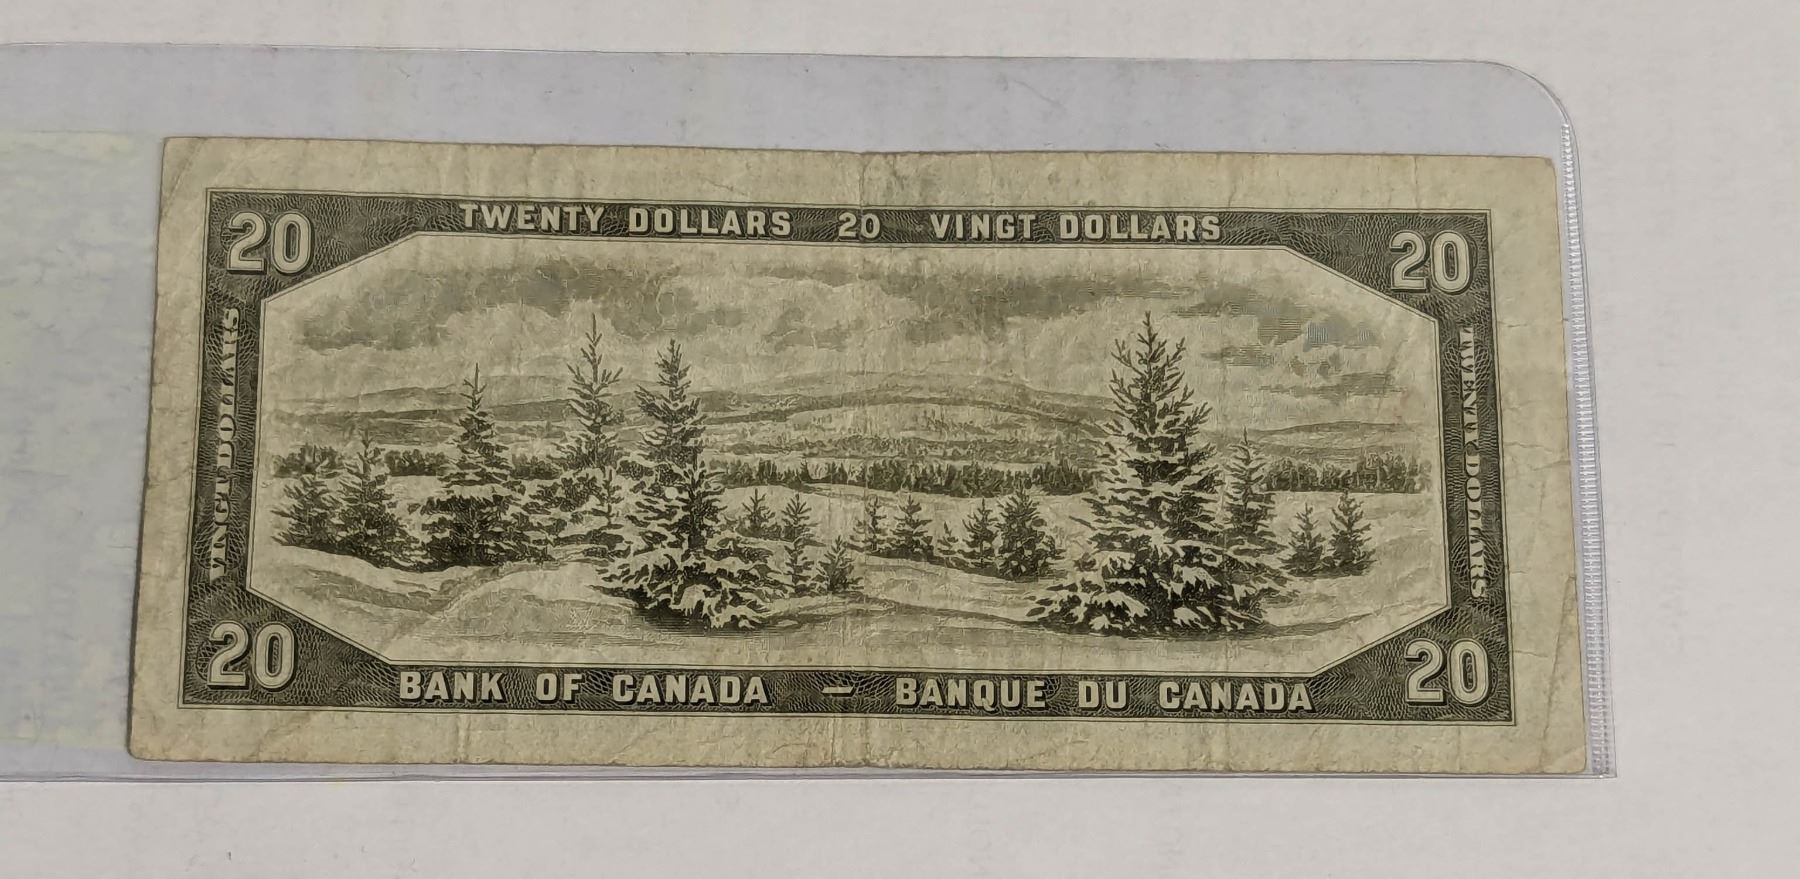 20 TWENTY DOLLARS 20 VINGT DOLLARS 20
VINGT DOLLARS
TWENTY DOLLARS
20 BANK OF CANADA — BANQUE DU CANADA 20